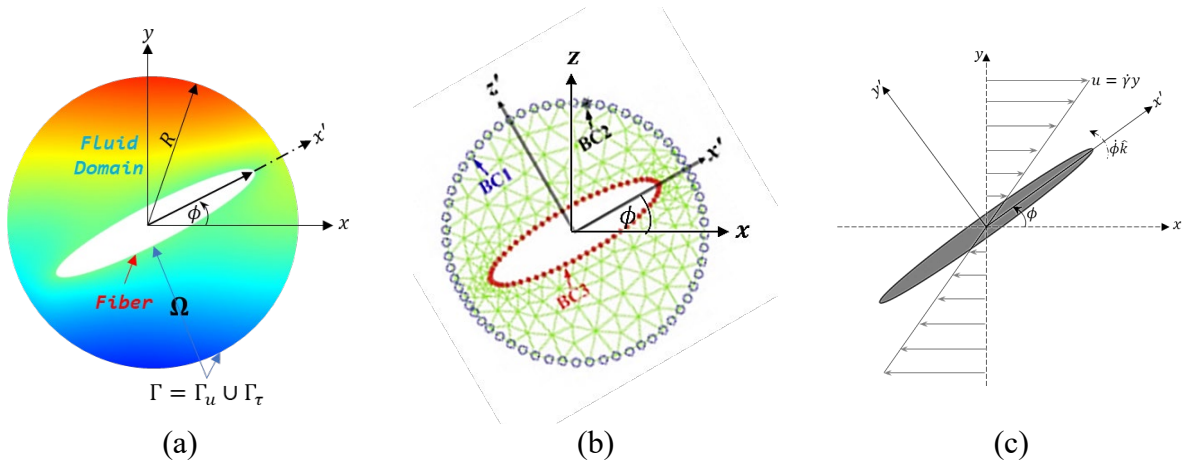 y
Fluid
Domain
R
x'
ϕ
x
Fiber
Ω
Γ = Γ_u ∪ Γ_τ
(a)
z
z'
BC1
BC2
x'
ϕ
x
BC3
(b)
y
u = γ̇y
y'
x'
ϕ̇k̂
ϕ
x
(c)